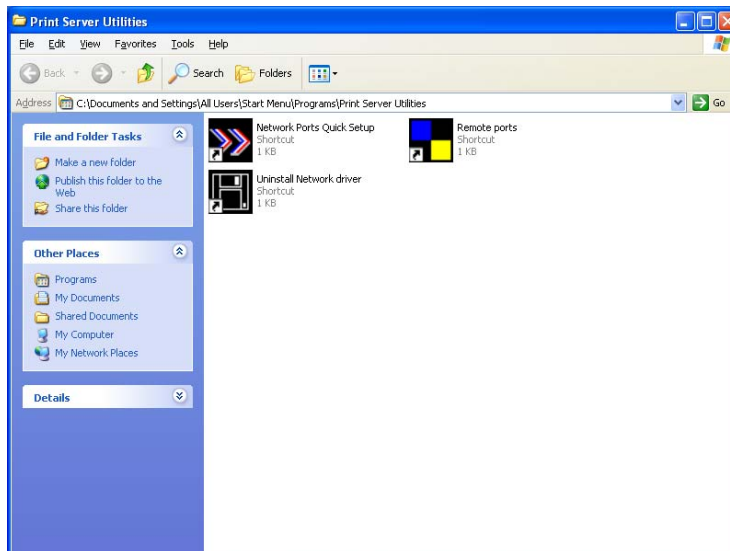 Print Server Utilities
File Edit View Favorites Tools Help
Back Search Folders
Address C:\Documents and Settings\All Users\Start Menu\Programs\Print Server Utilities Go
File and Folder Tasks
Make a new folder
Publish this folder to the
Web
Share this folder
Other Places
Programs
My Documents
Shared Documents
My Computer
My Network Places
Details
Network Ports Quick Setup
Shortcut
1 KB
Remote ports
Shortcut
1 KB
Uninstall Network driver
Shortcut
1 KB